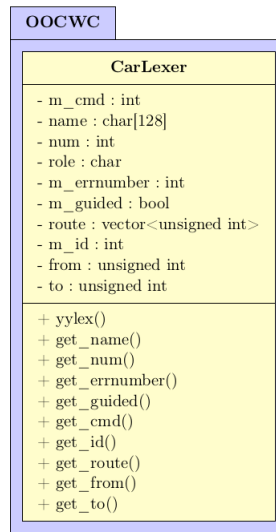 OOCWC
CarLexer
- m_cmd : int
- name : char[128]
- num : int
- role : char
- m_errnumber : int
- m_guided : bool
- route : vector<unsigned int>
- m_id : int
- from : unsigned int
- to : unsigned int
+ yylex()
+ get_name()
+ get_num()
+ get_errnumber()
+ get_guided()
+ get_cmd()
+ get_id()
+ get_route()
+ get_from()
+ get_to()